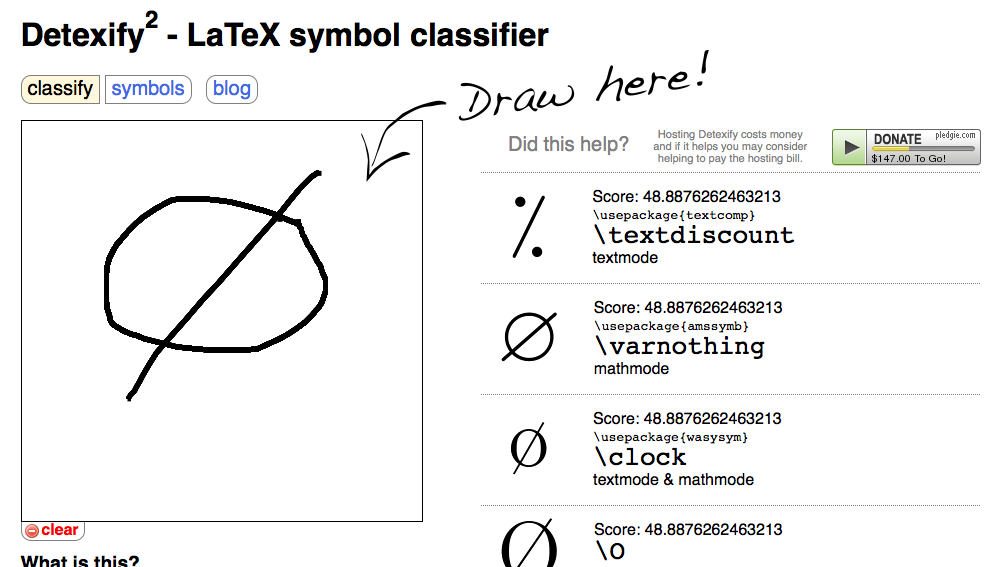 Detexify2 - LaTeX symbol classifier
classify symbols blog
Draw here!
Did this help?
Hosting Detexify costs money
and if it helps you may consider
helping to pay the hosting bill.
DONATE pledgie.com
$147.00 To Go!
Score: 48.8876262463213
\usepackage{textcomp}
\textdiscount
textmode
Score: 48.8876262463213
\usepackage{amssymb}
\varnothing
mathmode
Score: 48.8876262463213
\usepackage{wasysym}
\clock
textmode & mathmode
Score: 48.8876262463213
\O
clear
What is this?